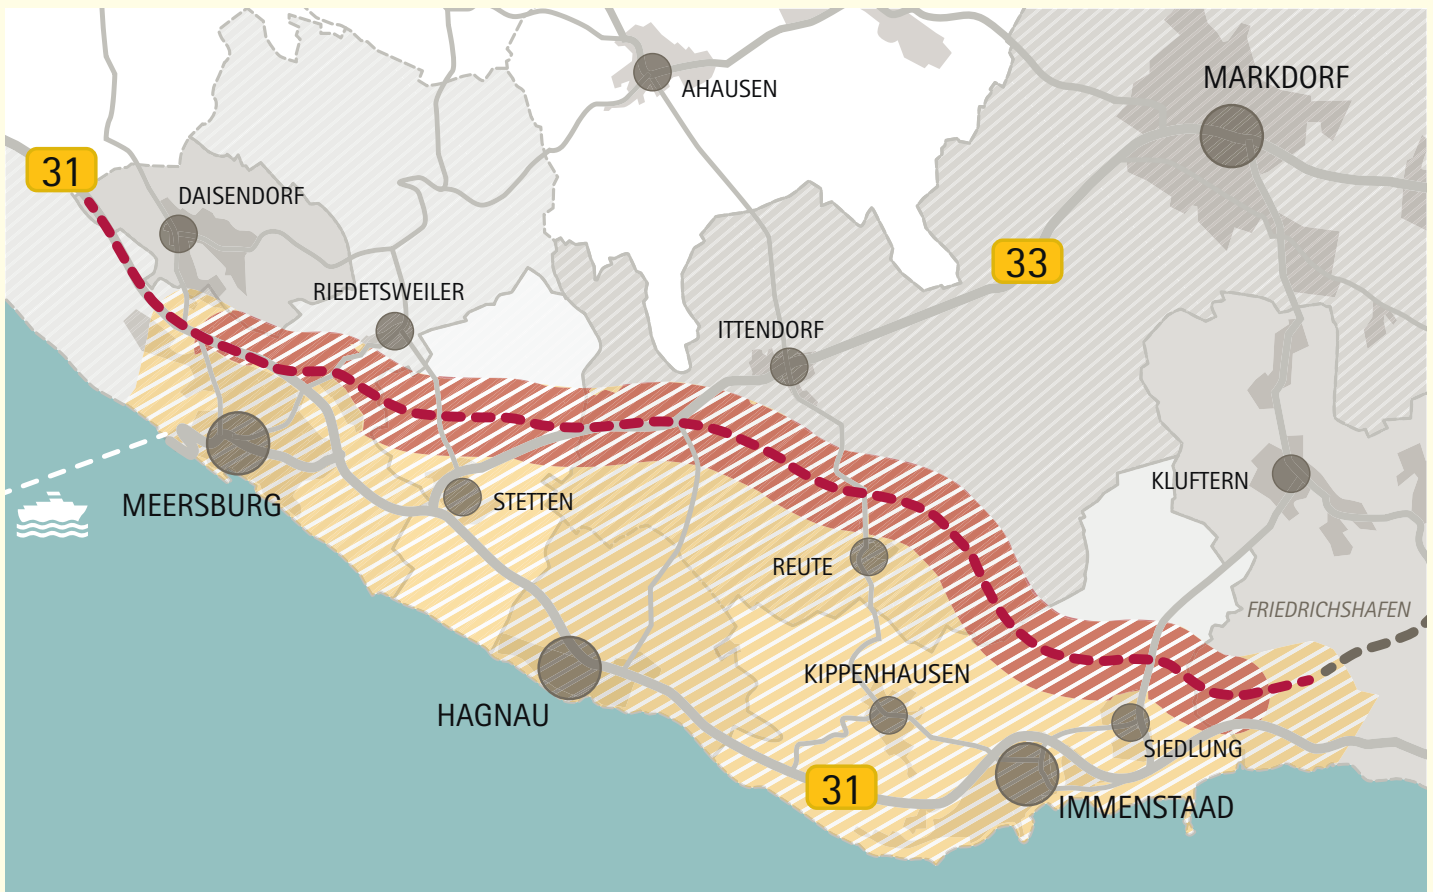 MARKDORF
AHAUSEN
31
DAISENDORF
33
RIEDETSWEILER
ITTENDORF
KLUFTERN
MEERSBURG
STETTEN
REUTE
FRIEDRICHSHAFEN
KIPPENHAUSEN
HAGNAU
SIEDLUNG
31
IMMENSTAAD